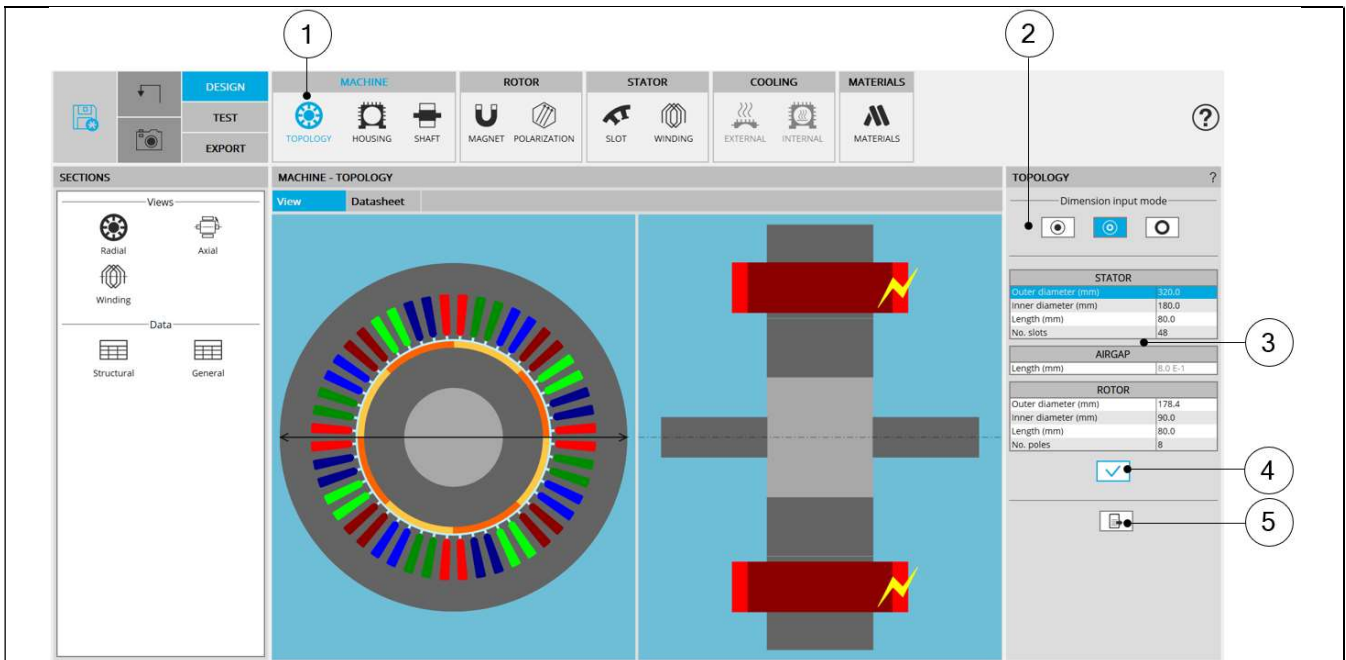 1
2
DESIGN
TEST
EXPORT
MACHINE
TOPOLOGY HOUSING SHAFT
ROTOR
MAGNET POLARIZATION
STATOR
SLOT WINDING
COOLING
EXTERNAL INTERNAL
MATERIALS
MATERIALS
?
SECTIONS
Views
Radial Axial
Winding
Data
Structural General
MACHINE - TOPOLOGY
View Datasheet
TOPOLOGY ?
Dimension input mode
STATOR
Outer diameter (mm) 320.0
Inner diameter (mm) 180.0
Length (mm) 80.0
No. slots 48
3
AIRGAP
Length (mm) 8.0 E-1
ROTOR
Outer diameter (mm) 178.4
Inner diameter (mm) 90.0
Length (mm) 80.0
No. poles 8
4
5